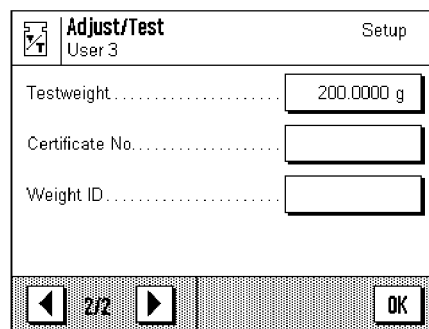 Adjust/Test Setup
User 3
Testweight...................... 200.0000 g
Certificate No...................
Weight ID.......................
2/2 OK